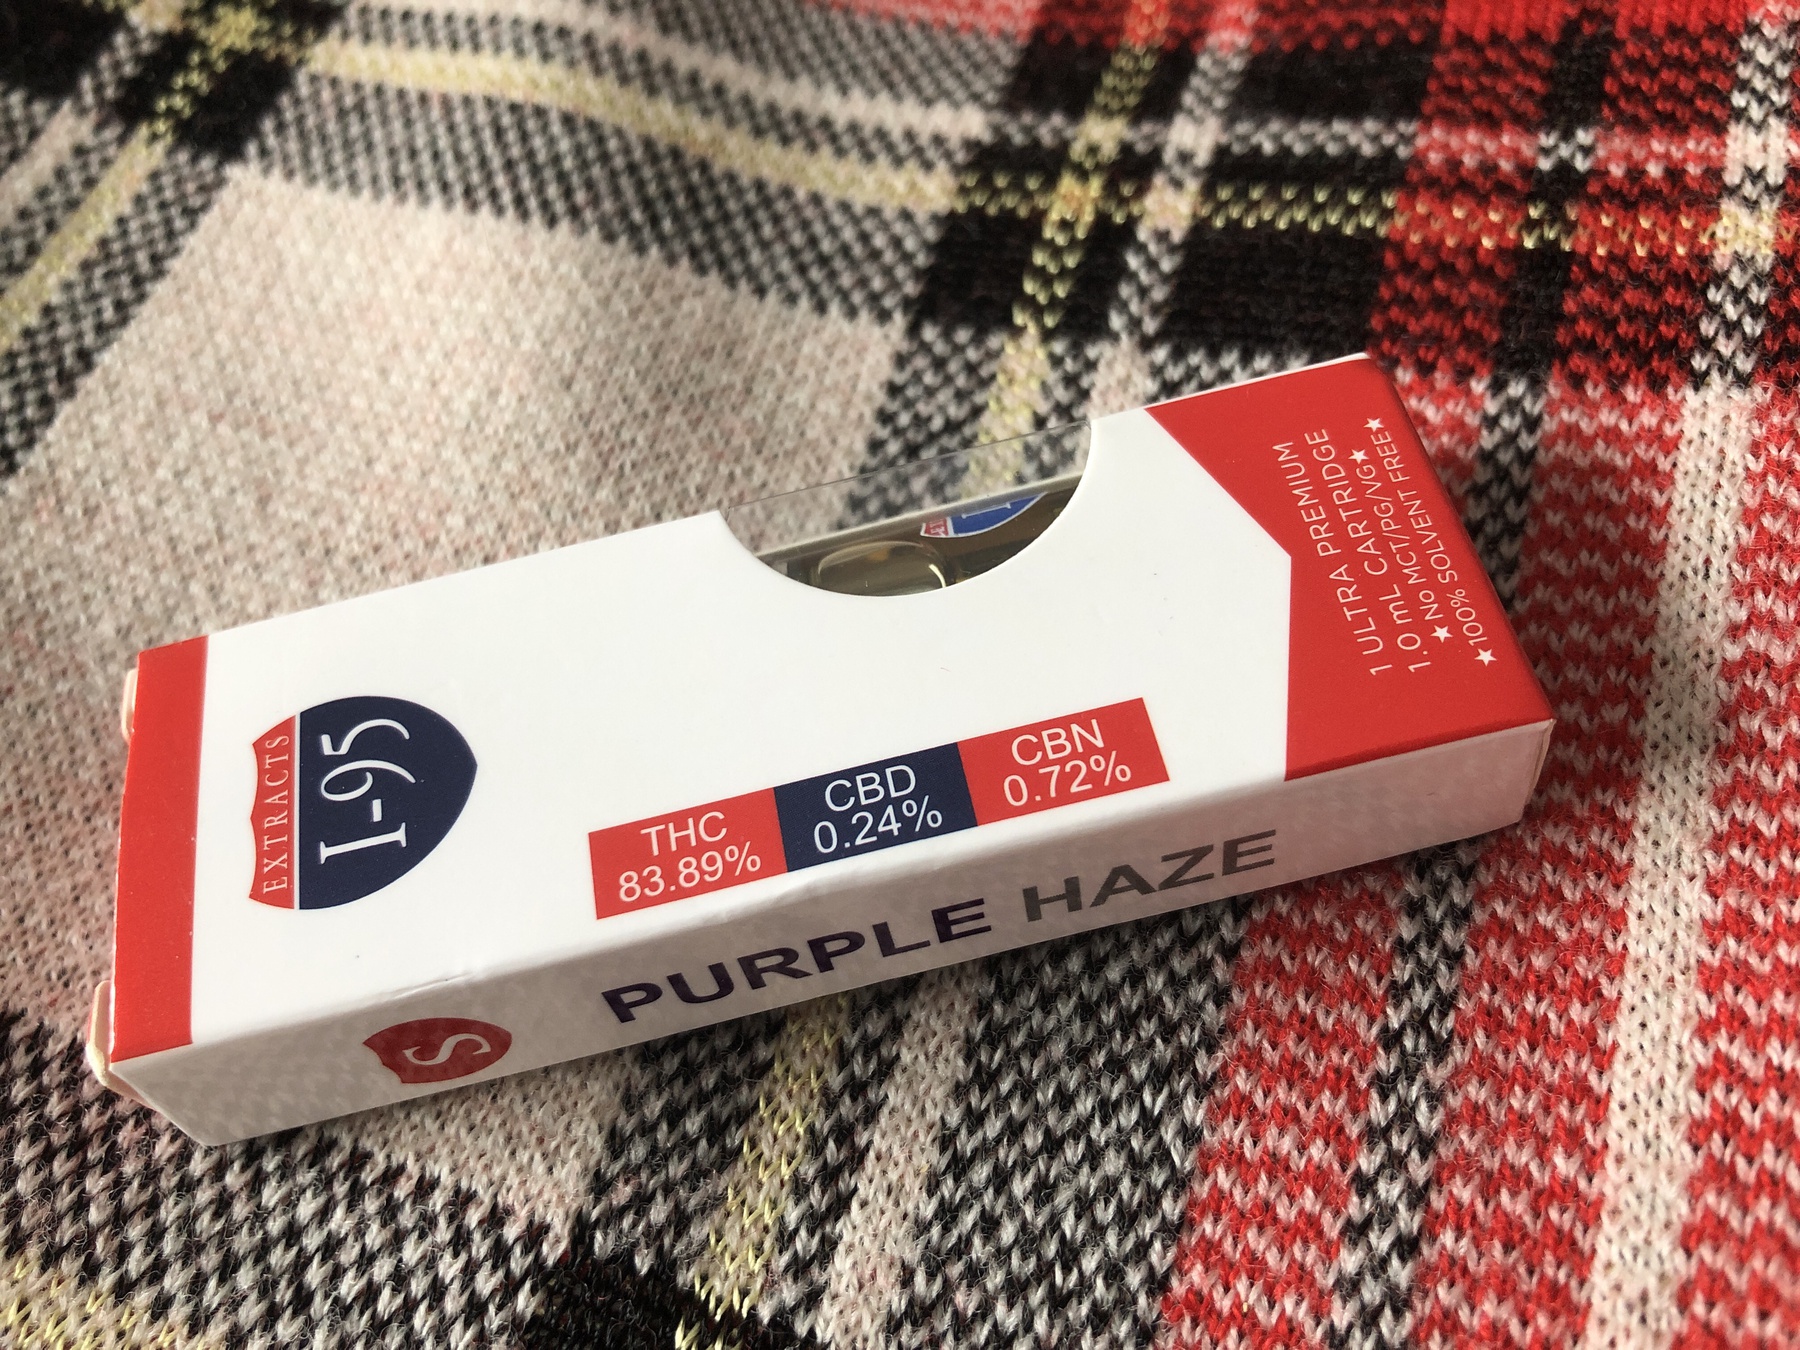 EXTRACTS
I-95
THC
83.89%
CBD
0.24%
CBN
0.72%
1 ULTRA PREMIUM
1.0 mL CARTRIDGE
★ No MCT/PG/VG★
★100% SOLVENT FREE★
S
PURPLE HAZE